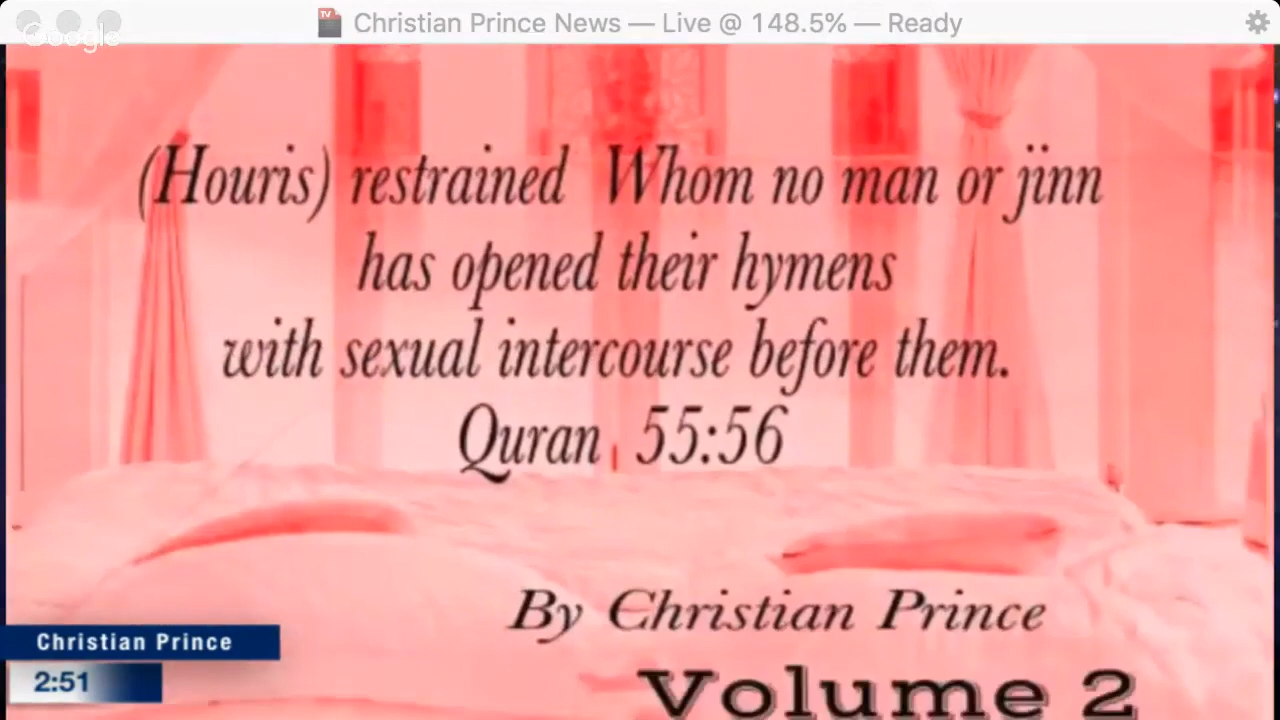 Christian Prince News — Live @ 148.5% — Ready
Google
TV
(Houris) restrained Whom no man or jinn
has opened their hymens
with sexual intercourse before them.
Quran 55:56
By Christian Prince
Christian Prince
2:51
Volume 2